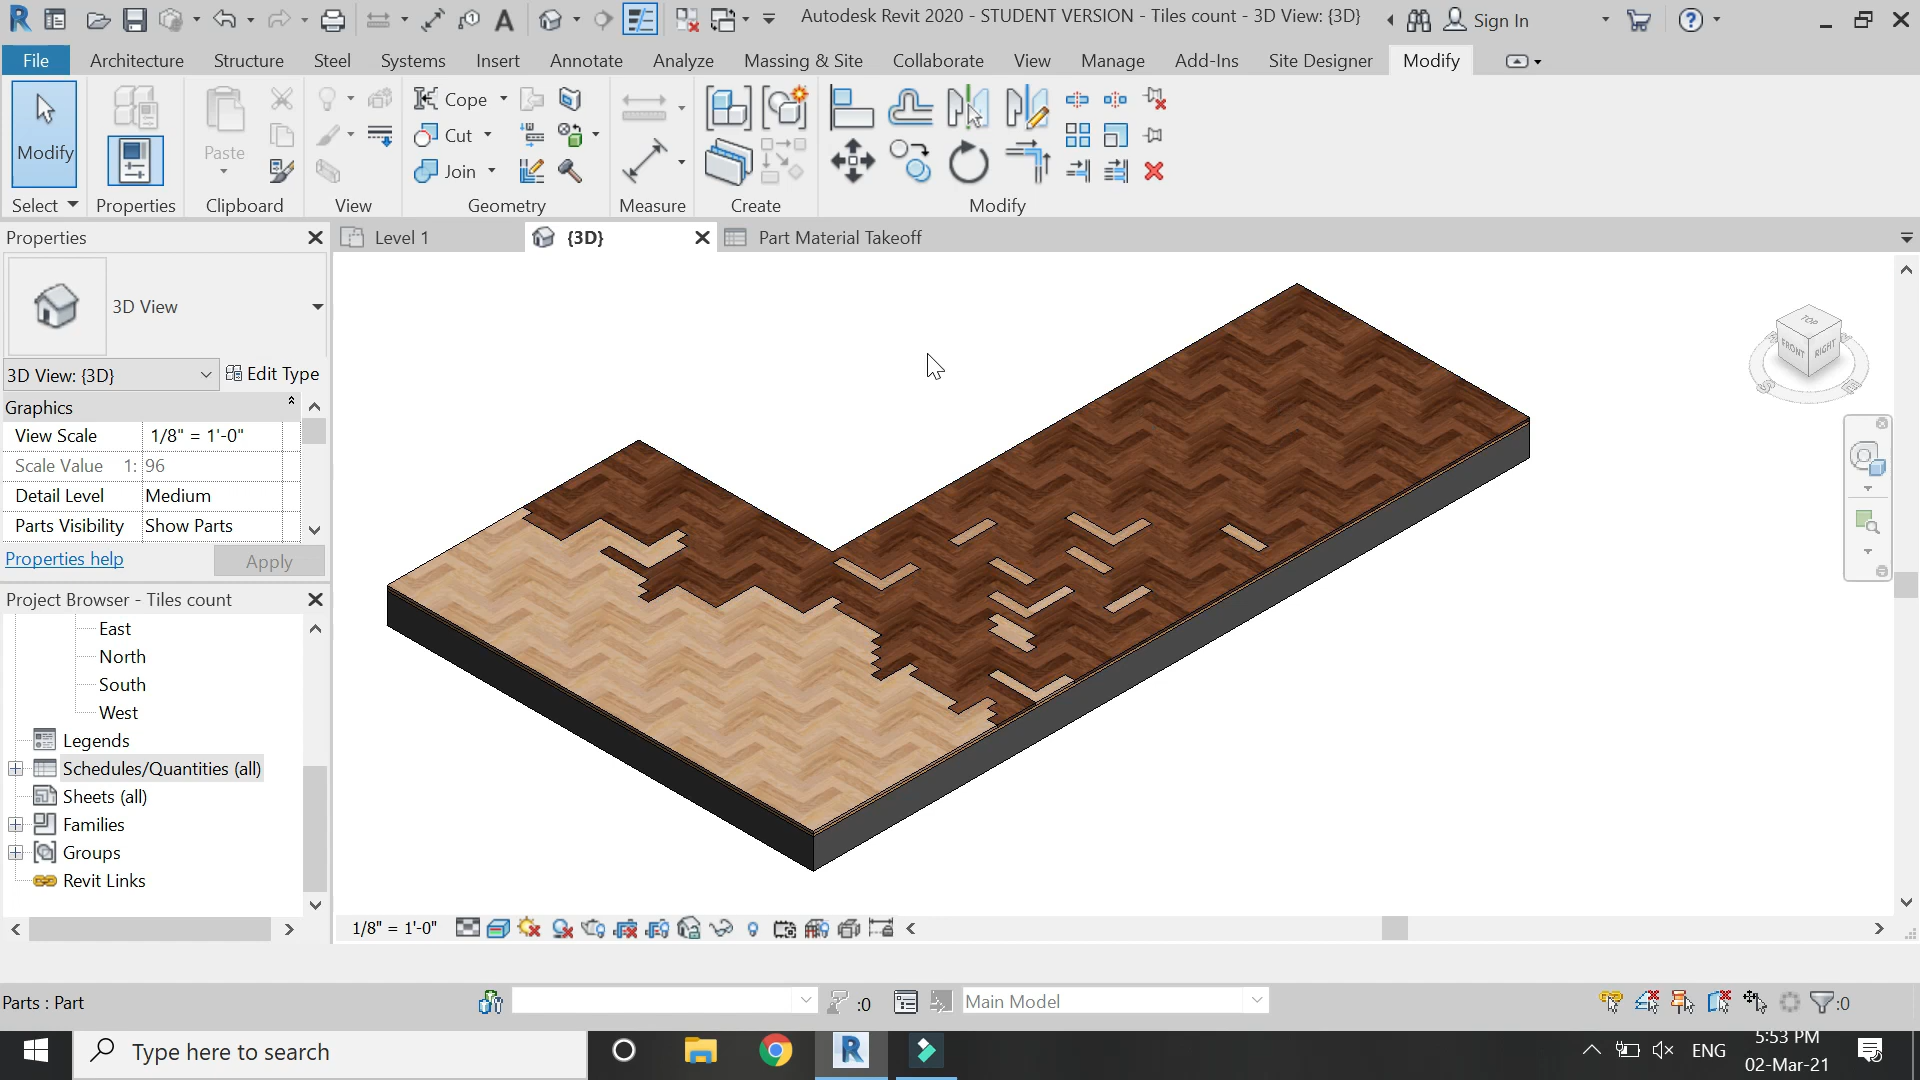 Autodesk Revit 2020 - STUDENT VERSION - Tiles count - 3D View: {3D}
Sign In
File Architecture Structure Steel Systems Insert Annotate Analyze Massing & Site Collaborate View Manage Add-Ins Site Designer Modify
Modify
Paste
Cope
Cut
Join
Select Properties Clipboard View Geometry Measure Create Modify
Properties
Level 1
{3D}
Part Material Takeoff
3D View
3D View: {3D}
Edit Type
Graphics
View Scale 1/8" = 1'-0"
Scale Value 1: 96
Detail Level Medium
Parts Visibility Show Parts
Properties help
Apply
Project Browser - Tiles count
East
North
South
West
Legends
Schedules/Quantities (all)
Sheets (all)
Families
Groups
Revit Links
TOP
FRONT
RIGHT
S
E
1/8" = 1'-0"
Parts : Part
:0
Main Model
:0
Type here to search
ENG
5:53 PM
02-Mar-21